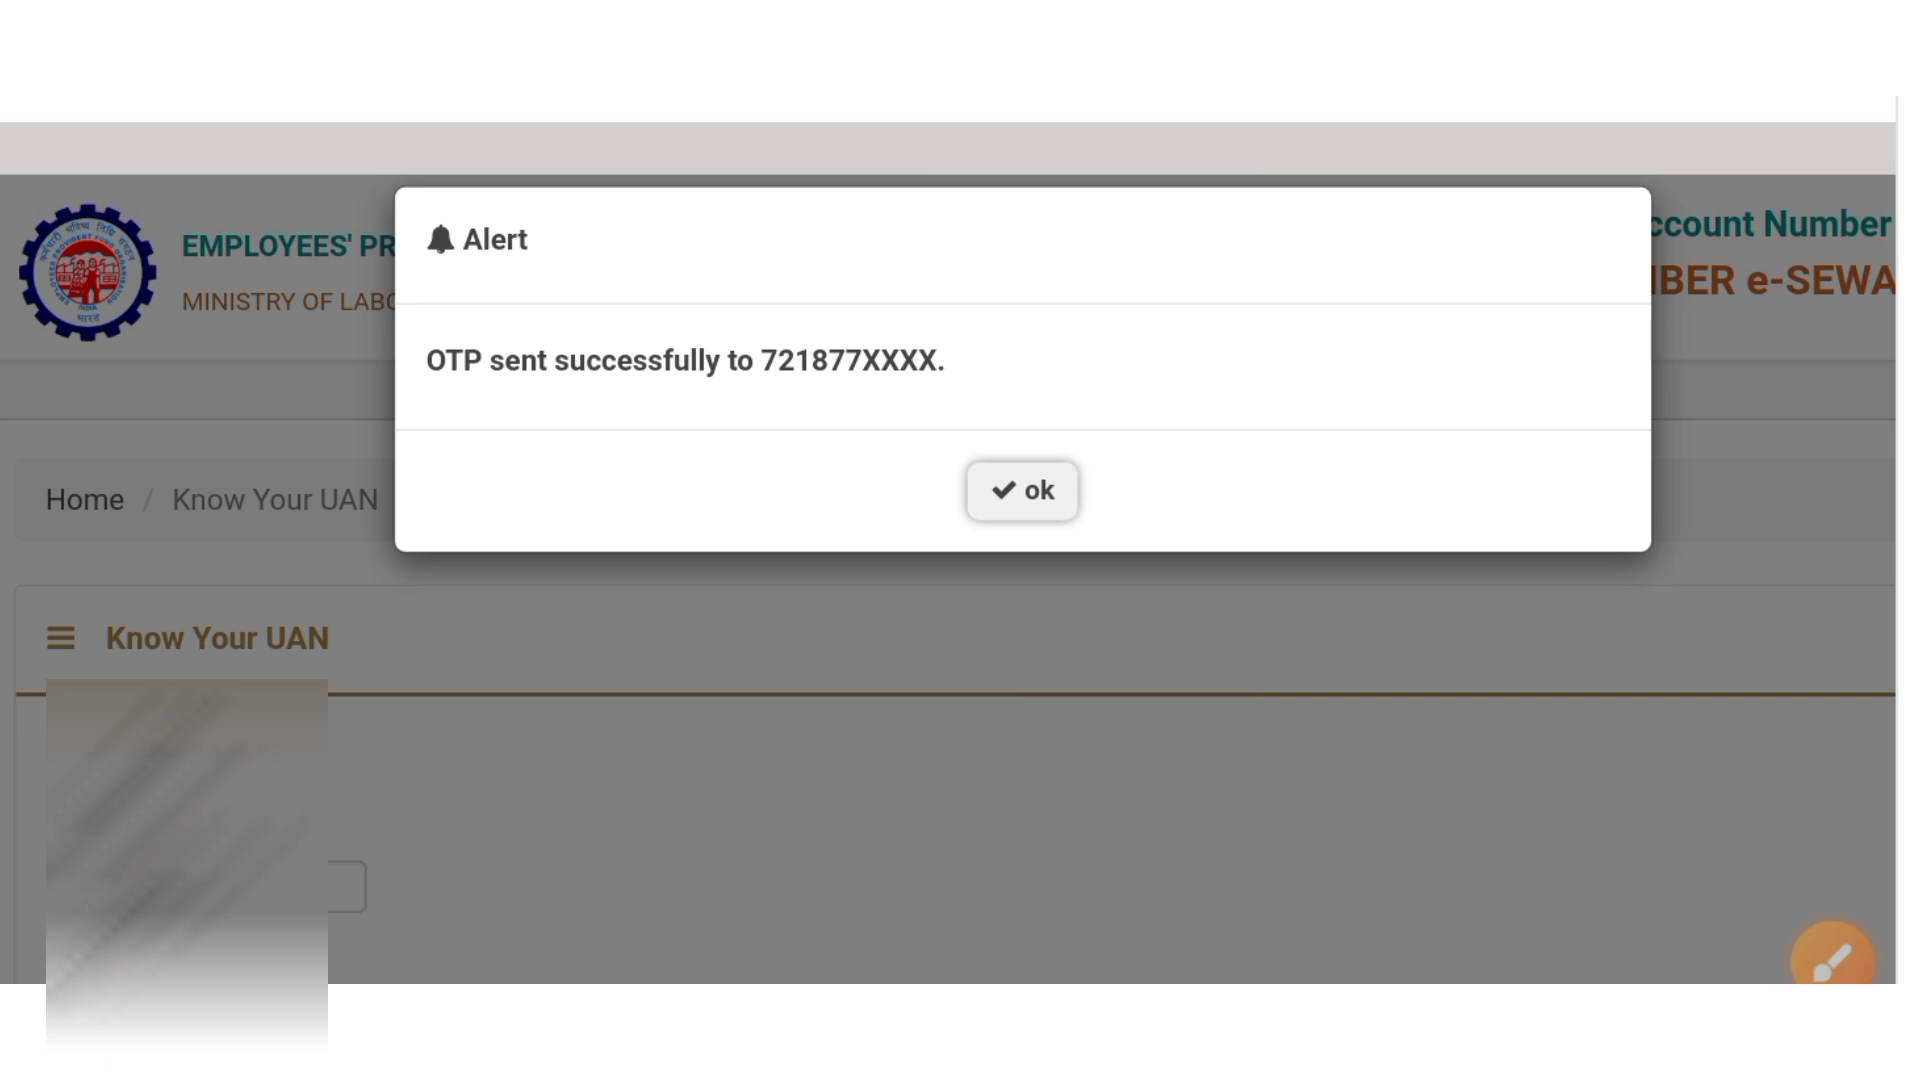 EMPLOYEES' PR
MINISTRY OF LABO
ccount Number
BER e-SEWA
Alert
OTP sent successfully to 721877XXXX.
ok
Home / Know Your UAN
Know Your UAN